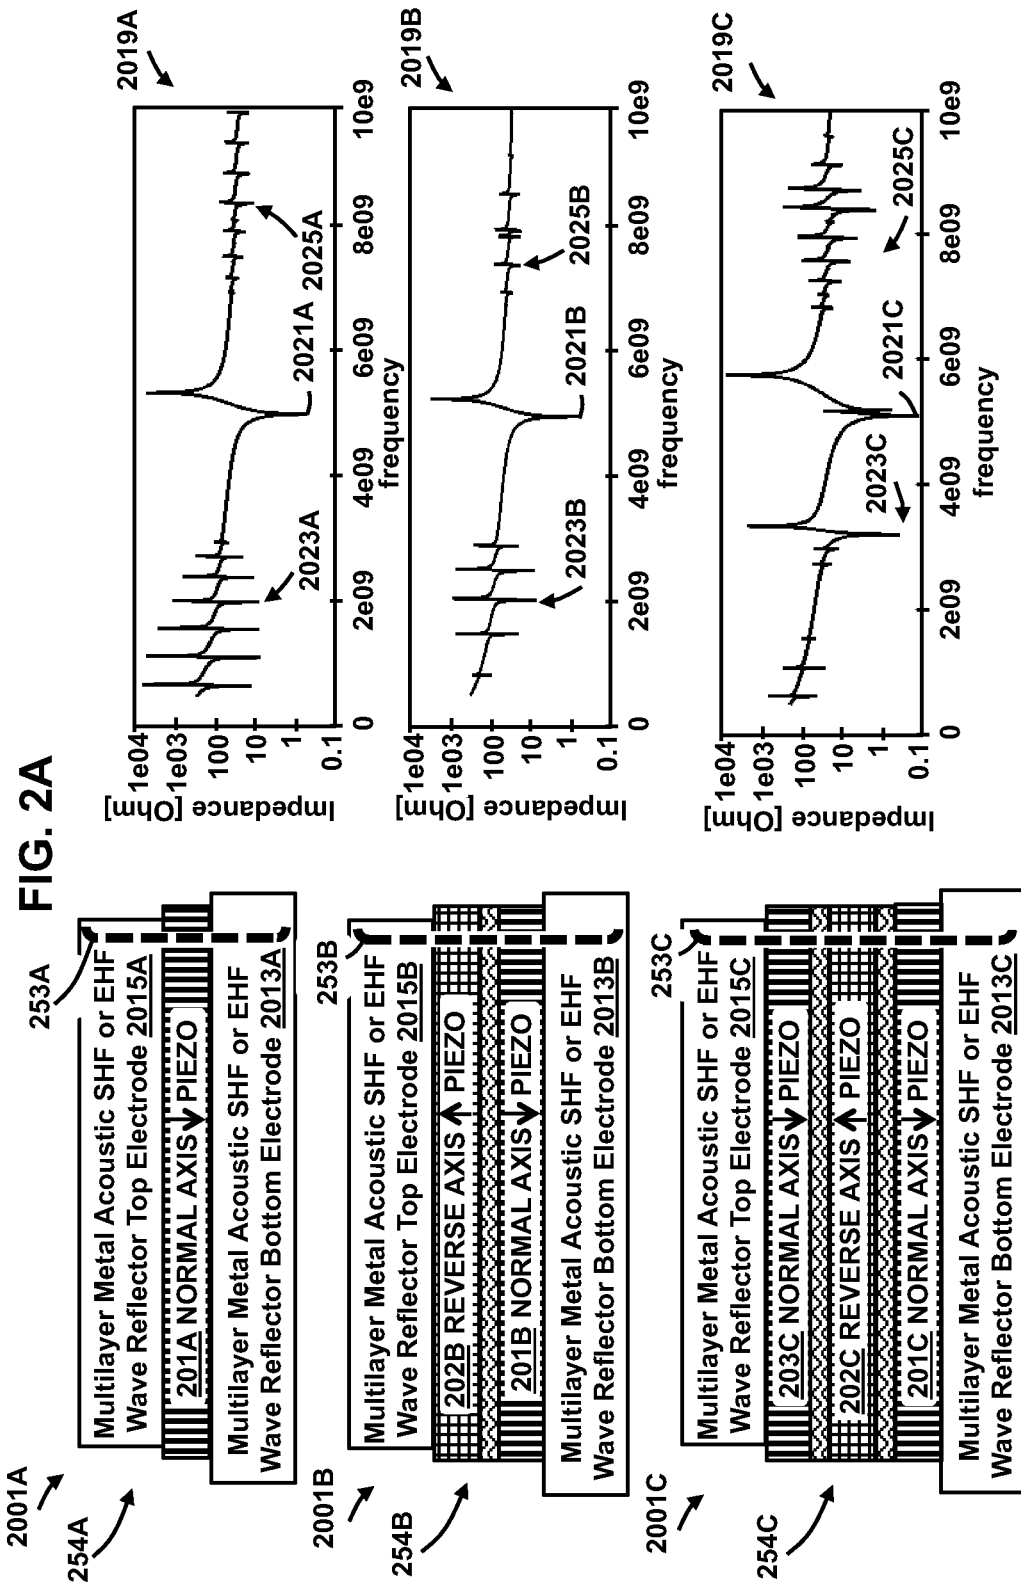 FIG. 2A
2001A
254A
253A
Multilayer Metal Acoustic SHF or EHF
Wave Reflector Top Electrode 2015A
201A NORMAL AXIS PIEZO
Multilayer Metal Acoustic SHF or EHF
Wave Reflector Bottom Electrode 2013A
2019A
Impedance [Ohm]
1e04
1e03
100
10
1
0.1
0
2e09
4e09
6e09
8e09
10e9
frequency
2023A
2021A
2025A
2001B
254B
253B
Multilayer Metal Acoustic SHF or EHF
Wave Reflector Top Electrode 2015B
202B REVERSE AXIS PIEZO
201B NORMAL AXIS PIEZO
Multilayer Metal Acoustic SHF or EHF
Wave Reflector Bottom Electrode 2013B
2019B
Impedance [Ohm]
1e04
1e03
100
10
1
0.1
0
2e09
4e09
6e09
8e09
10e9
frequency
2023B
2021B
2025B
2001C
254C
253C
Multilayer Metal Acoustic SHF or EHF
Wave Reflector Top Electrode 2015C
203C NORMAL AXIS PIEZO
202C REVERSE AXIS PIEZO
201C NORMAL AXIS PIEZO
Multilayer Metal Acoustic SHF or EHF
Wave Reflector Bottom Electrode 2013C
2019C
Impedance [Ohm]
1e04
1e03
100
10
1
0.1
0
2e09
4e09
6e09
8e09
10e9
frequency
2023C
2021C
2025C